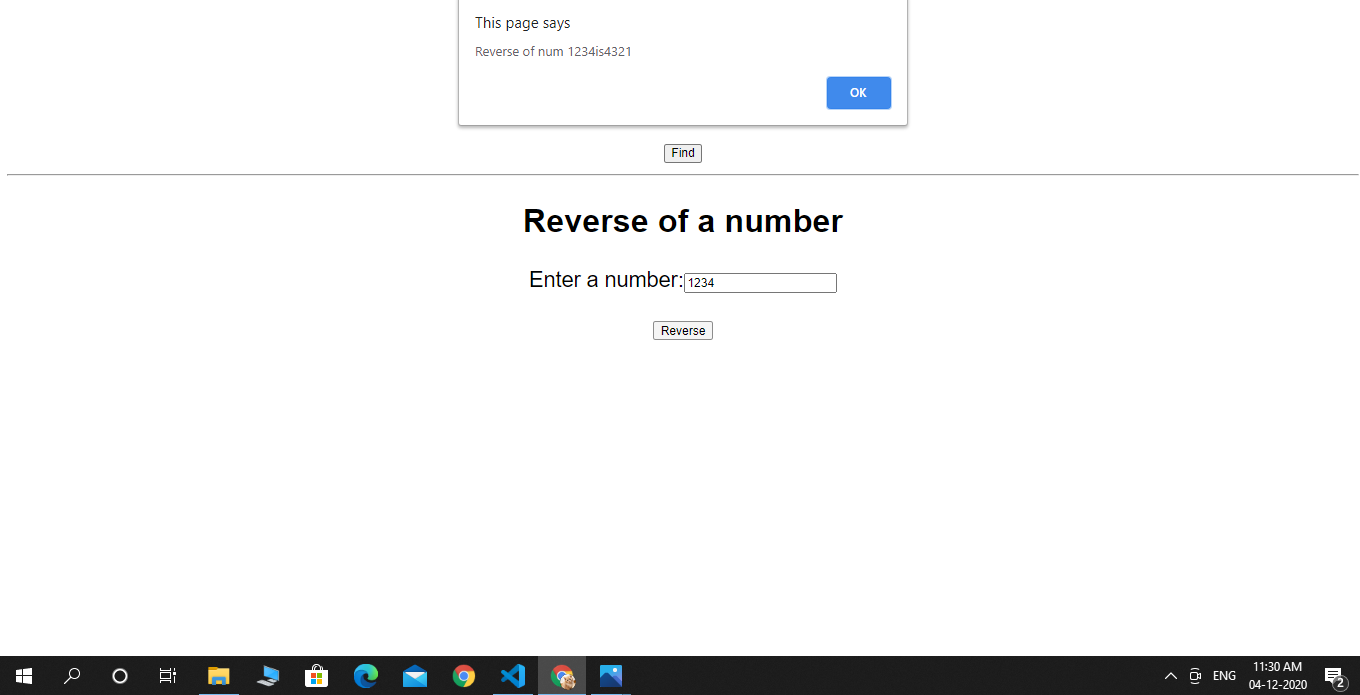 This page says
Reverse of num 1234is4321
OK
Find
Reverse of a number
Enter a number:1234
Reverse
ENG
11:30 AM
04-12-2020
2